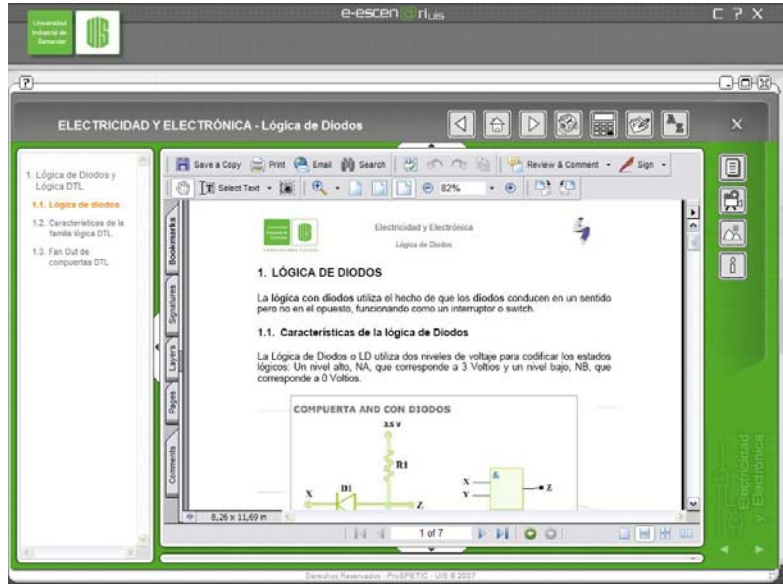 Universidad
Industrial de
Santander
e-escen@ri UIS
ELECTRICIDAD Y ELECTRÓNICA - Lógica de Diodos
1. Lógica de Diodos y
Lógica DTL
1.1. Lógica de diodos
1.2. Características de la
familia lógica DTL
1.3. Fan Out de
compuertas DTL
Save a Copy Print Email Search Review & Comment Sign
Select Text 82%
Bookmarks
Signatures
Layers
Pages
Comments
Electricidad y Electrónica
Lógica de Diodos
1. LÓGICA DE DIODOS
La lógica con diodos utiliza el hecho de que los diodos conducen en un sentido
pero no en el opuesto, funcionando como un interruptor o switch.
1.1. Características de la lógica de Diodos
La Lógica de Diodos o LD utiliza dos niveles de voltaje para codificar los estados
lógicos: Un nivel alto, NA, que corresponde a 3 Voltios y un nivel bajo, NB, que
corresponde a 0 Voltios.
COMPUERTA AND CON DIODOS
3.5 V
R1
X D1 Z
&
X
Y
Z
8,26 x 11,69 in
1 of 7
Electricidad
y Electrónica
Derechos Reservados - ProSPETIC - UIS © 2007